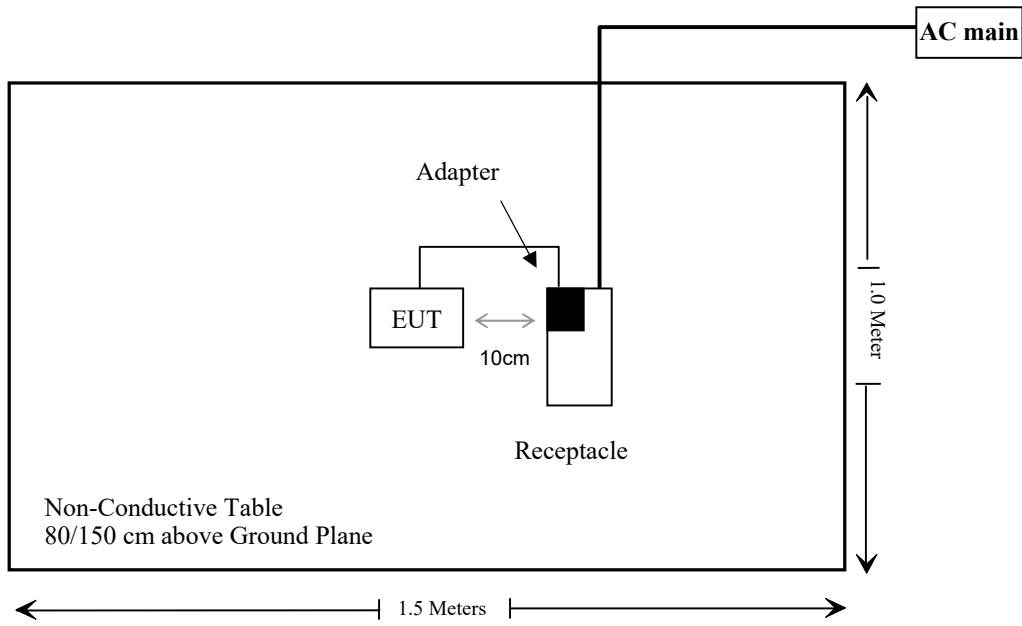 AC main
Adapter
EUT
10cm
1.0 Meter
Receptacle
Non-Conductive Table
80/150 cm above Ground Plane
1.5 Meters